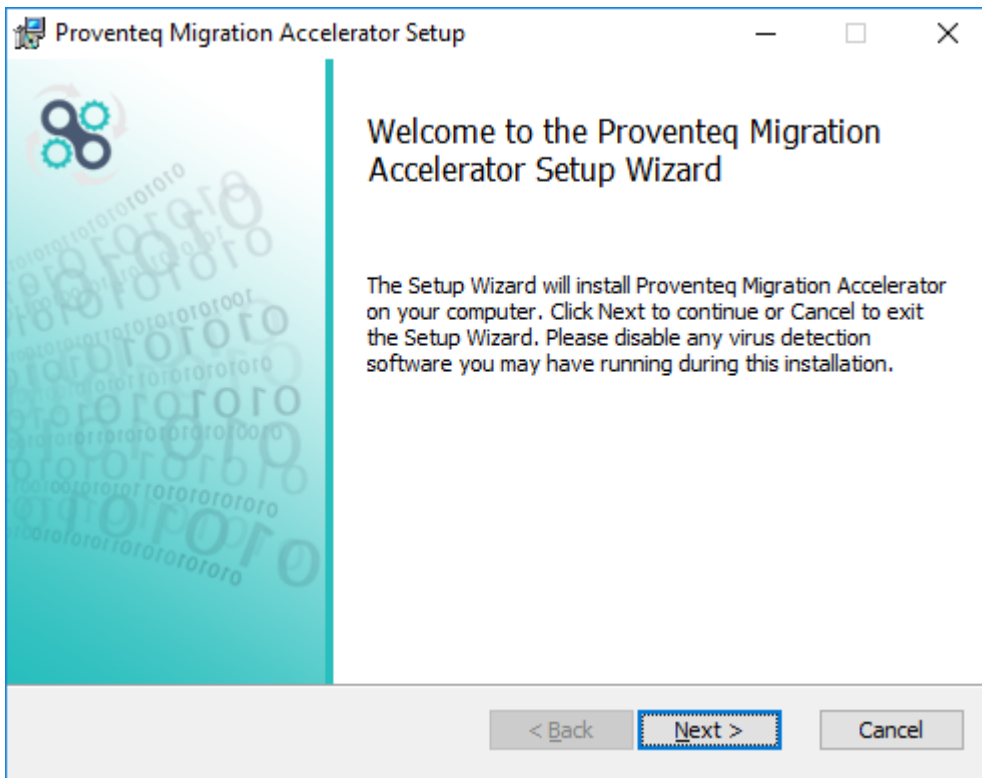 Proventeq Migration Accelerator Setup
Welcome to the Proventeq Migration
Accelerator Setup Wizard
The Setup Wizard will install Proventeq Migration Accelerator
on your computer. Click Next to continue or Cancel to exit
the Setup Wizard. Please disable any virus detection
software you may have running during this installation.
< Back
Next >
Cancel